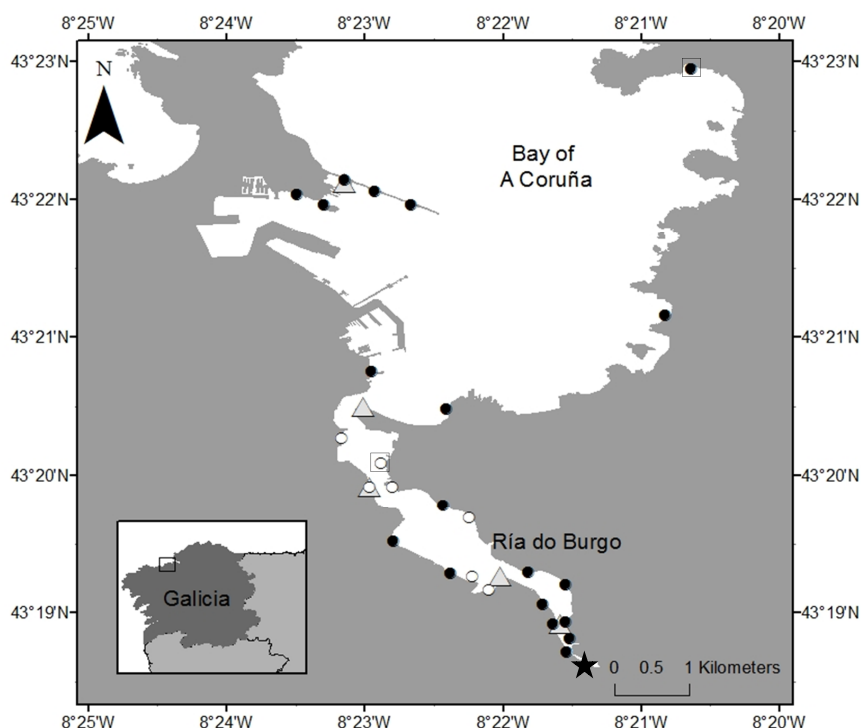 8°25'W 8°24'W 8°23'W 8°22'W 8°21'W 8°20'W
43°23'N 43°23'N
N
Bay of
A Coruña
43°22'N 43°22'N
43°21'N 43°21'N
43°20'N 43°20'N
Ría do Burgo
Galicia
43°19'N 43°19'N
0 0.5 1 Kilometers
8°25'W 8°24'W 8°23'W 8°22'W 8°21'W 8°20'W